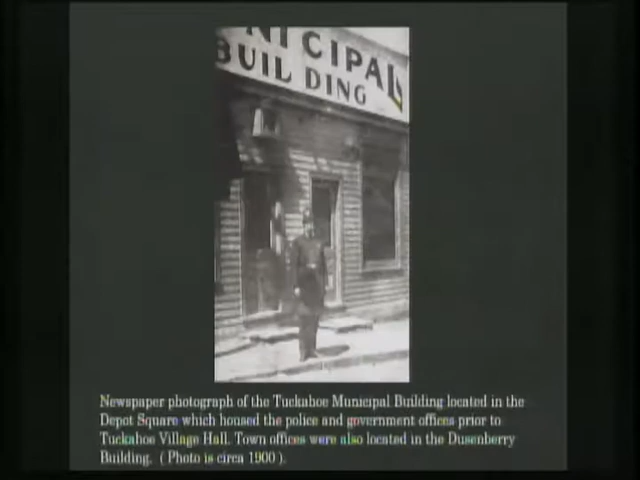 NICIPAL
BUILDING
Newspaper photograph of the Tuckahoe Municipal Building located in the
Depot Square which housed the police and government offices prior to
Tuckahoe Village Hall. Town offices were also located in the Dusenberry
Building. ( Photo is circa 1900 ).